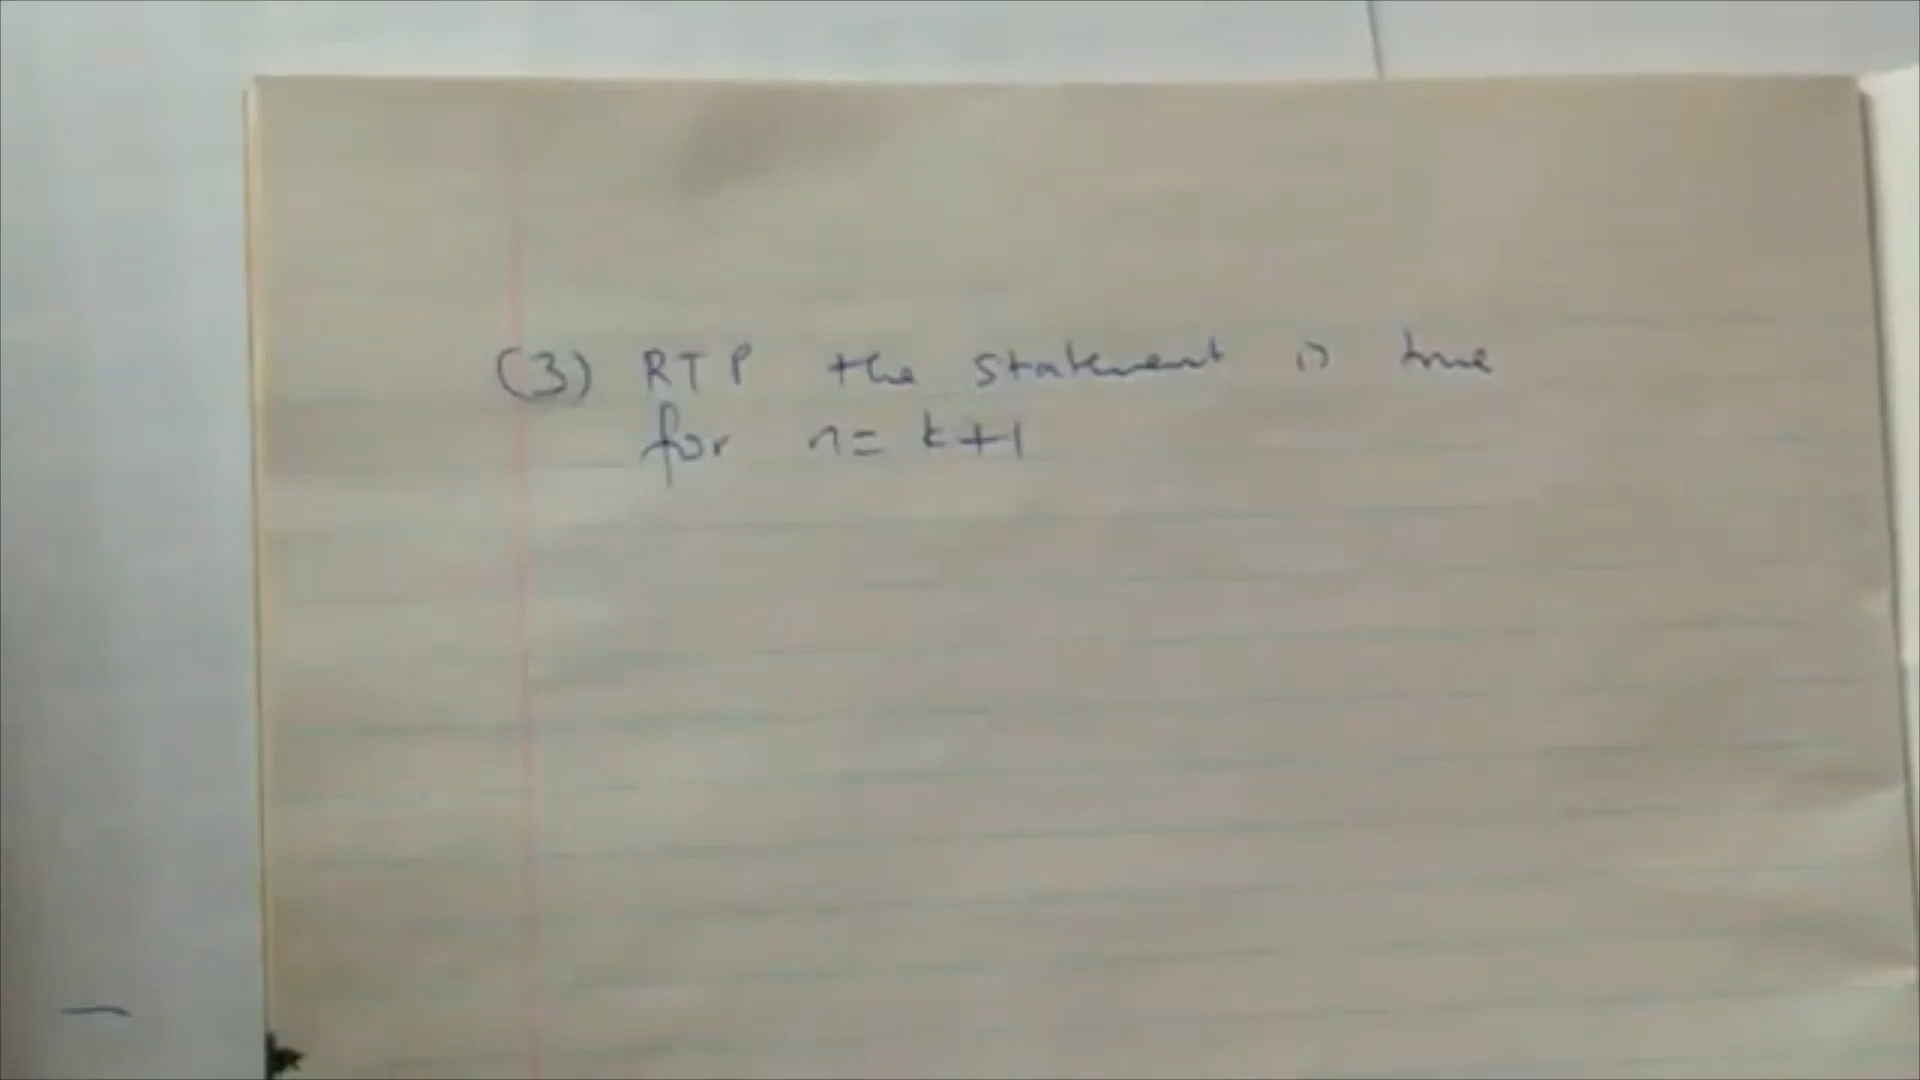 (3) RTP the statement is true
for n = k+1